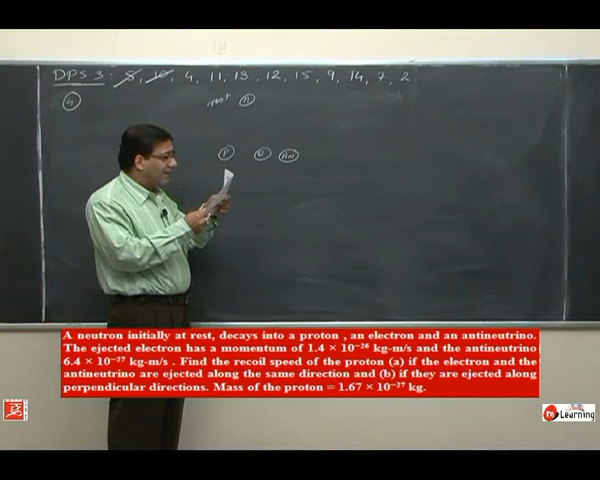 DPS 3 : 8, 10, 4, 11, 13, 12, 15, 9, 14, 7, 2
4 rest n
P e AN
A neutron initially at rest, decays into a proton , an electron and an antineutrino.
The ejected electron has a momentum of 1.4 × 10⁻²⁶ kg-m/s and the antineutrino
6.4 × 10⁻²⁷ kg-m/s . Find the recoil speed of the proton (a) if the electron and the
antineutrino are ejected along the same direction and (b) if they are ejected along
perpendicular directions. Mass of the proton = 1.67 × 10⁻²⁷ kg.
Learning